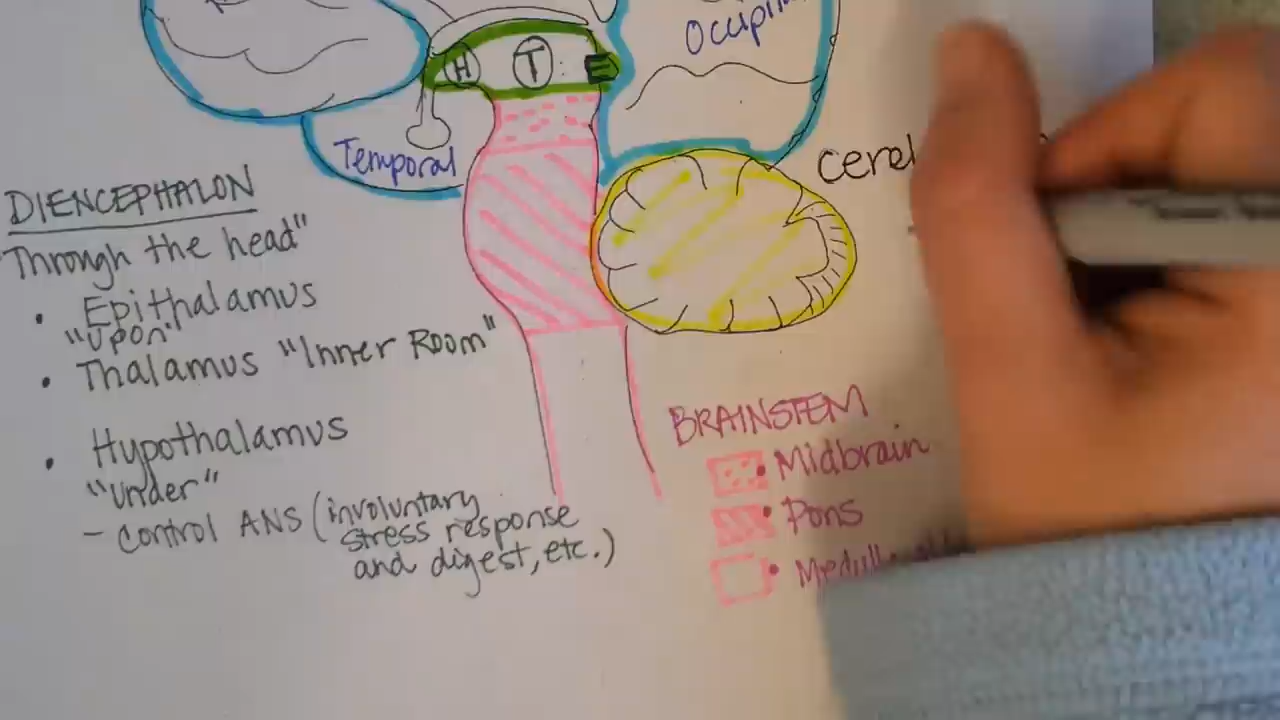 Occipi
H T E
Temporal
cerel
DIENCEPHALON
"Through the head"
• Epithalamus
"Upon"
• Thalamus "Inner Room"
• Hypothalamus
"under"
- control ANS (involuntary
stress response
and digest, etc.)
BRAINSTEM
• Midbrain
• Pons
• Medull